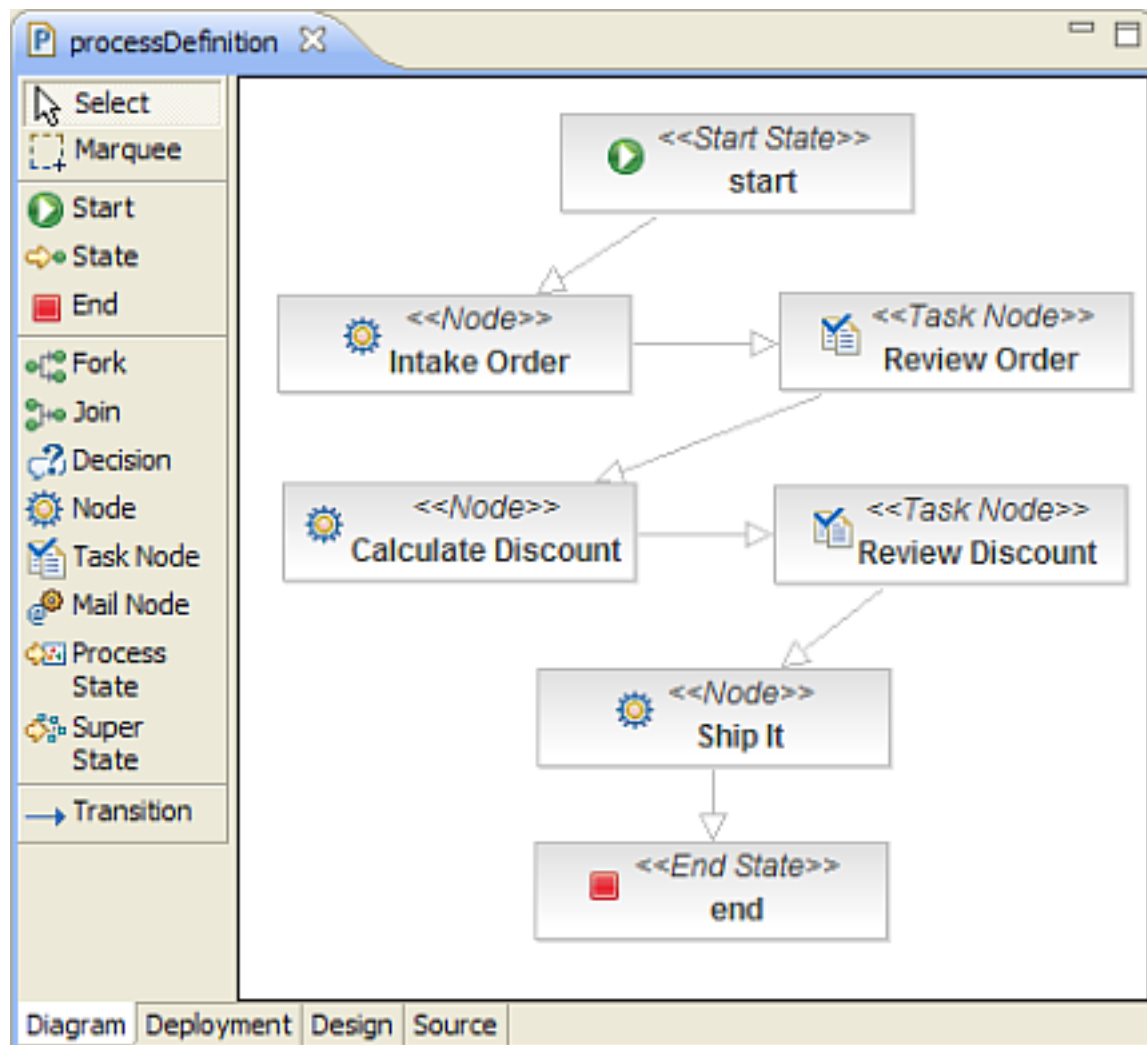 processDefinition
Select
Marquee
Start
State
End
Fork
Join
Decision
Node
Task Node
Mail Node
Process
State
Super
State
Transition
<<Start State>>
start
<<Node>>
Intake Order
<<Task Node>>
Review Order
<<Node>>
Calculate Discount
<<Task Node>>
Review Discount
<<Node>>
Ship It
<<End State>>
end
Diagram Deployment Design Source